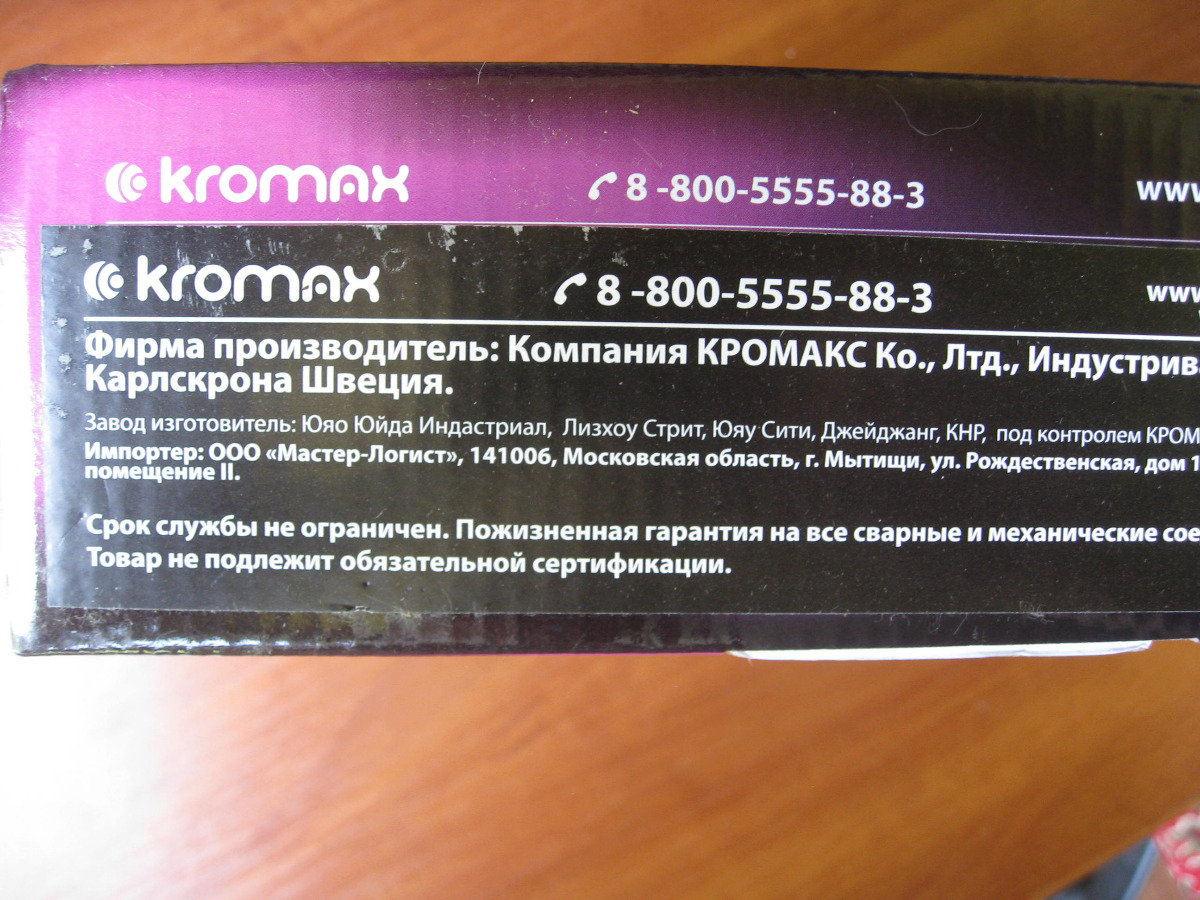 kromax 8 -800-5555-88-3 www
kromax 8 -800-5555-88-3 www
Фирма производитель: Компания КРОМАКС Ко., Лтд., Индустрива
Карлскрона Швеция.
Завод изготовитель: Юяо Юйда Индастриал, Лизхоу Стрит, Юяу Сити, Джейджанг, КНР, под контролем КРОМ
Импортер: ООО «Мастер-Логист», 141006, Московская область, г. Мытищи, ул. Рождественская, дом 1
помещение II.
Срок службы не ограничен. Пожизненная гарантия на все сварные и механические сое
Товар не подлежит обязательной сертификации.